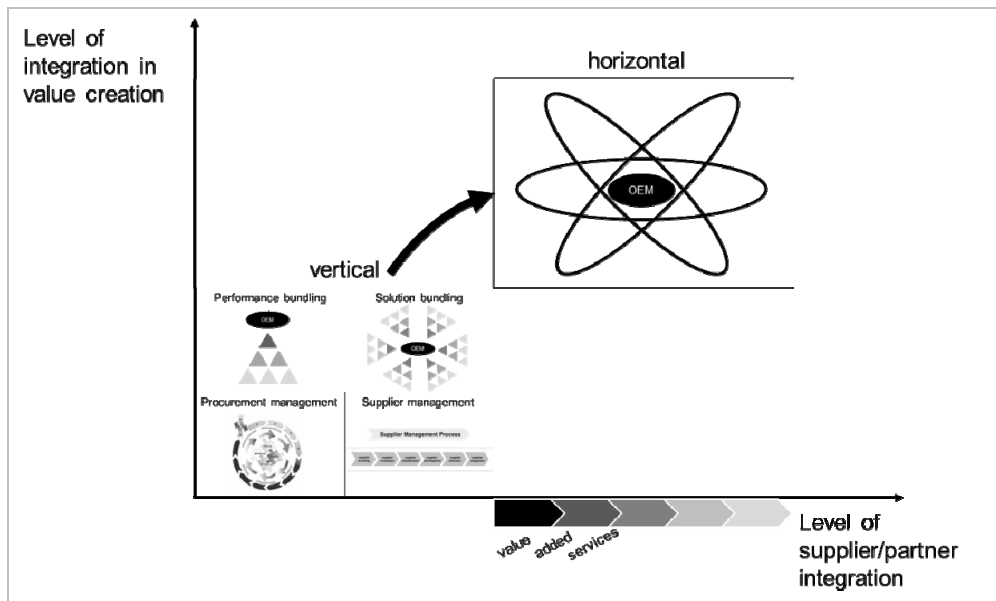 Level of
integration in
value creation
horizontal
OEM
vertical
Performance bundling
Solution bundling
OEM
OEM
Procurement management
Supplier management
Supplier Management Process
value
added
services
Level of
supplier/partner
integration